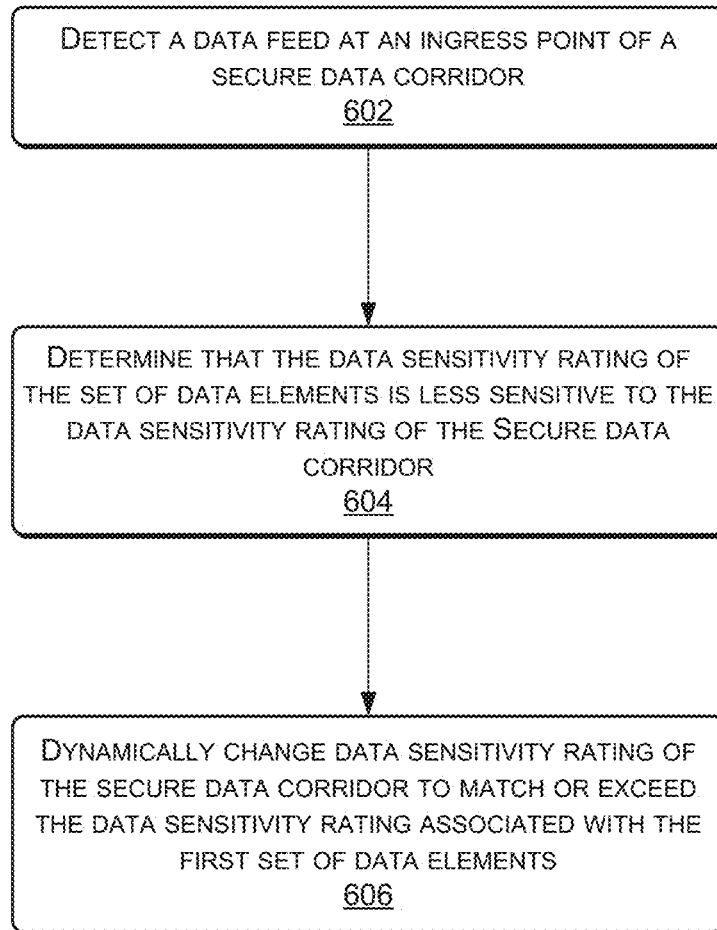 DETECT A DATA FEED AT AN INGRESS POINT OF A
SECURE DATA CORRIDOR
602
DETERMINE THAT THE DATA SENSITIVITY RATING OF
THE SET OF DATA ELEMENTS IS LESS SENSITIVE TO THE
DATA SENSITIVITY RATING OF THE SECURE DATA
CORRIDOR
604
DYNAMICALLY CHANGE DATA SENSITIVITY RATING OF
THE SECURE DATA CORRIDOR TO MATCH OR EXCEED
THE DATA SENSITIVITY RATING ASSOCIATED WITH THE
FIRST SET OF DATA ELEMENTS
606